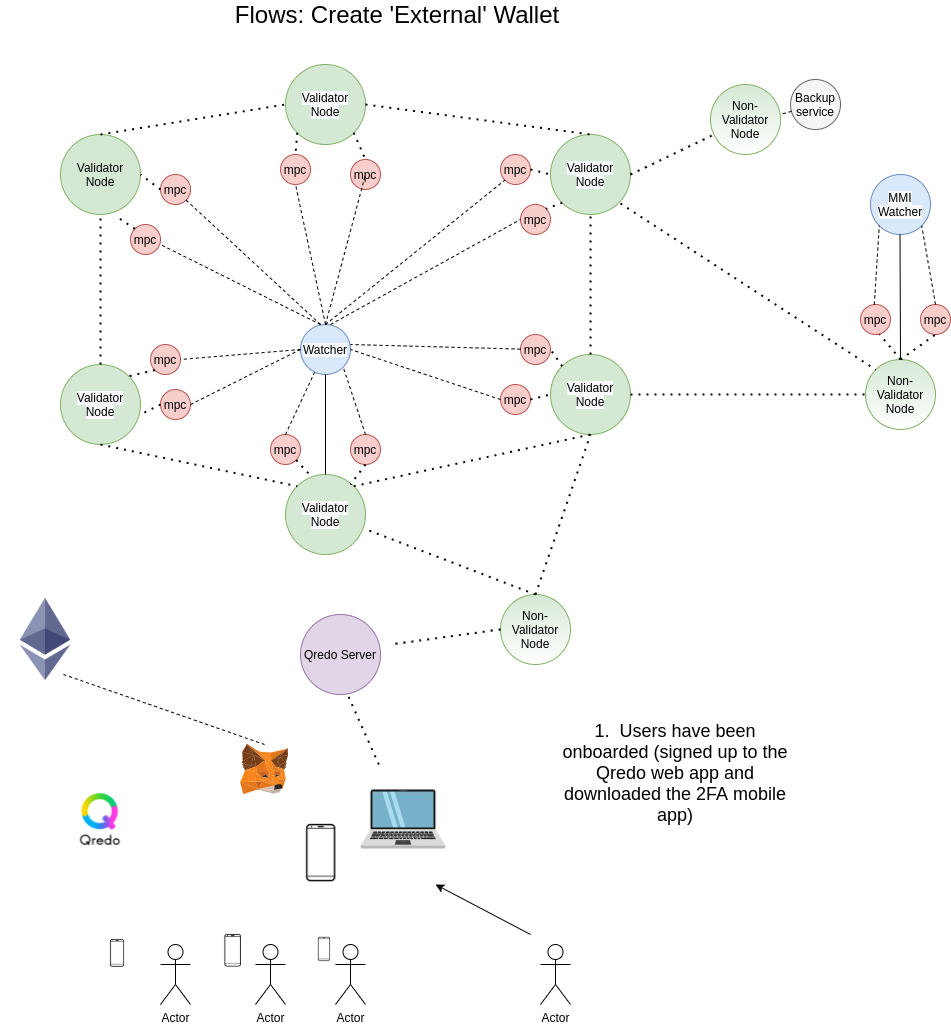 Flows: Create 'External' Wallet
Validator
Node
Non-
Validator
Node
Backup
service
Validator
Node
mpc
mpc
mpc
mpc
Validator
Node
MMI
Watcher
mpc
mpc
mpc
mpc
mpc
Watcher
mpc
mpc
Validator
Node
mpc
mpc
Validator
Node
Non-
Validator
Node
mpc
mpc
mpc
Validator
Node
Non-
Validator
Node
Qredo Server
1. Users have been
onboarded (signed up to the
Qredo web app and
downloaded the 2FA mobile
app)
Qredo
Actor
Actor
Actor
Actor